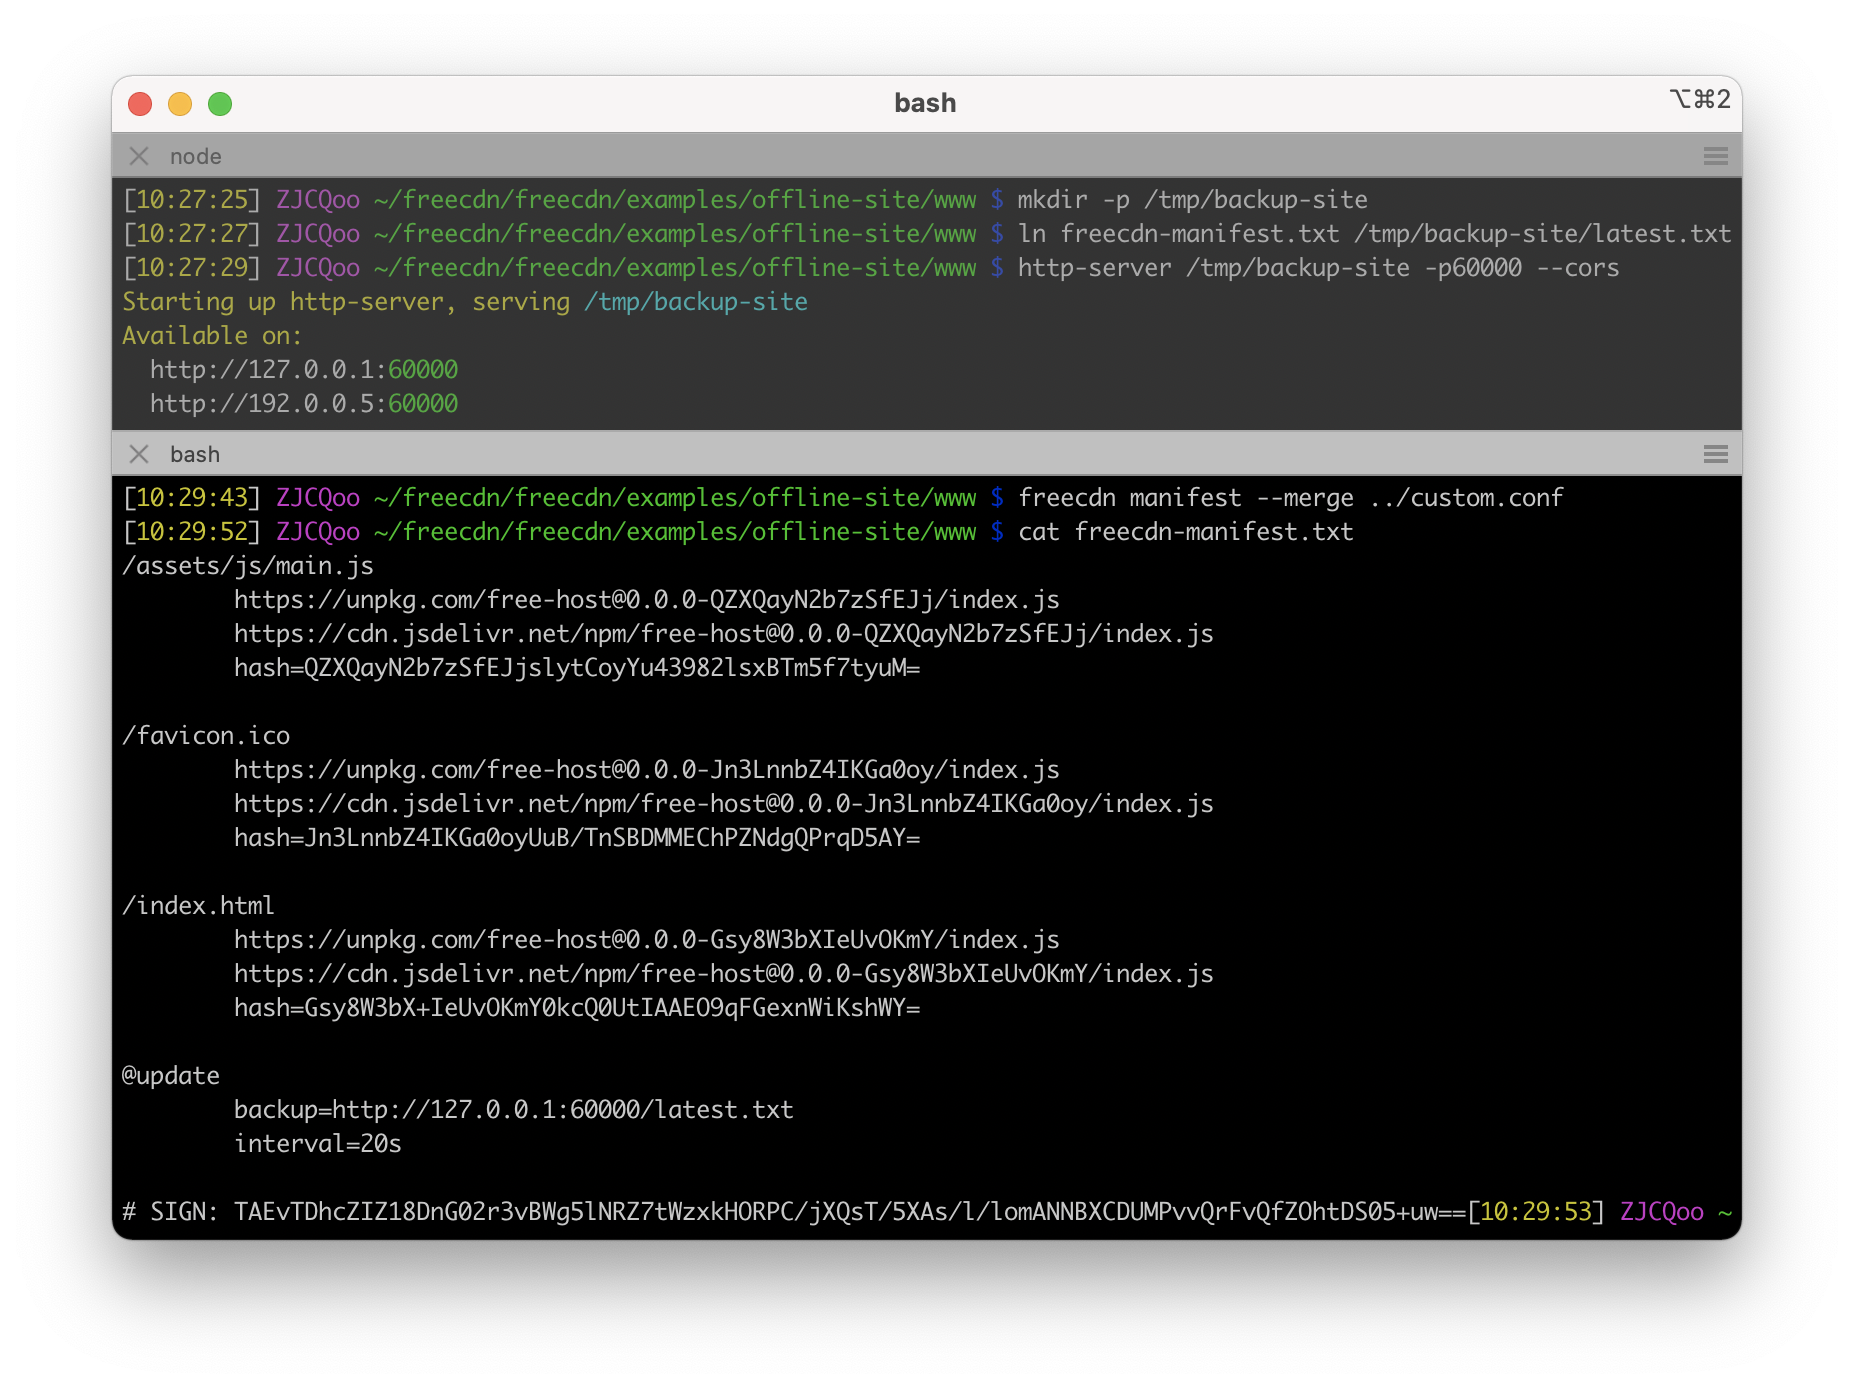 bash
⌥⌘2
node
[10:27:25] ZJCQoo ~/freecdn/freecdn/examples/offline-site/www $ mkdir -p /tmp/backup-site
[10:27:27] ZJCQoo ~/freecdn/freecdn/examples/offline-site/www $ ln freecdn-manifest.txt /tmp/backup-site/latest.txt
[10:27:29] ZJCQoo ~/freecdn/freecdn/examples/offline-site/www $ http-server /tmp/backup-site -p60000 --cors
Starting up http-server, serving /tmp/backup-site
Available on:
  http://127.0.0.1:60000
  http://192.0.0.5:60000
bash
[10:29:43] ZJCQoo ~/freecdn/freecdn/examples/offline-site/www $ freecdn manifest --merge ../custom.conf
[10:29:52] ZJCQoo ~/freecdn/freecdn/examples/offline-site/www $ cat freecdn-manifest.txt
/assets/js/main.js
        https://unpkg.com/free-host@0.0.0-QZXQayN2b7zSfEJj/index.js
        https://cdn.jsdelivr.net/npm/free-host@0.0.0-QZXQayN2b7zSfEJj/index.js
        hash=QZXQayN2b7zSfEJjslytCoyYu43982lsxBTm5f7tyuM=
/favicon.ico
        https://unpkg.com/free-host@0.0.0-Jn3LnnbZ4IKGa0oy/index.js
        https://cdn.jsdelivr.net/npm/free-host@0.0.0-Jn3LnnbZ4IKGa0oy/index.js
        hash=Jn3LnnbZ4IKGa0oyUuB/TnSBDMMEChPZNdgQPrqD5AY=
/index.html
        https://unpkg.com/free-host@0.0.0-Gsy8W3bXIeUvOKmY/index.js
        https://cdn.jsdelivr.net/npm/free-host@0.0.0-Gsy8W3bXIeUvOKmY/index.js
        hash=Gsy8W3bX+IeUvOKmY0kcQ0UtIAAEO9qFGexnWiKshWY=
@update
        backup=http://127.0.0.1:60000/latest.txt
        interval=20s
# SIGN: TAEvTDhcZIZ18DnG02r3vBWg5lNRZ7tWzxkHORPC/jXQsT/5XAs/l/lomANNBXCDUMPvvQrFvQfZOhtDS05+uw==[10:29:53] ZJCQoo ~